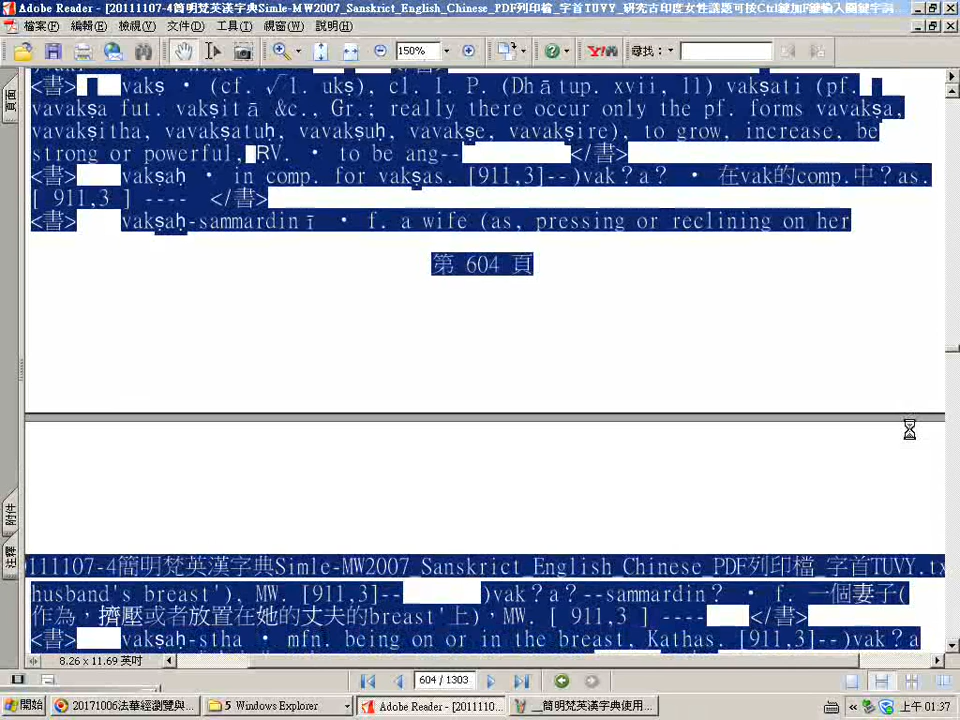 Adobe Reader - [20111107-4簡明梵英漢字典Simle-MW2007_Sanskrict_English_Chinese_PDF列印檔_字首TUVY_研究古印度女性議題可按Ctrl鍵加F鍵輸入關鍵字詞
檔案(F) 編輯(E) 檢視(V) 文件(D) 工具(T) 視窗(W) 說明(H)
150% Y! 尋找：
頁面
<書> vakṣ • (cf. √1. ukṣ), cl. 1. P. (Dhātup. xvii, 11) vakṣati (pf.
vavakṣa fut. vakṣitā &c., Gr.; really there occur only the pf. forms vavakṣa,
vavakṣitha, vavakṣatuḥ, vavakṣuḥ, vavakṣe, vavakṣire), to grow, increase, be
strong or powerful, RV. • to be ang-- </書>
<書> vakṣaḥ • in comp. for vakṣas. [911,3]--)vak？a？ • 在vak的comp.中？as.
[ 911,3 ] ---- </書>
<書> vakṣaḥ-sammardinī • f. a wife (as, pressing or reclining on her
第 604 頁
附件
註釋
111107-4簡明梵英漢字典Simle-MW2007_Sanskrict_English_Chinese_PDF列印檔_字首TUVY.tx
husband's breast'), MW. [911,3]-- )vak？a？--sammardin？ • f. 一個妻子(
作為，擠壓或者放置在她的丈夫的breast'上)，MW. [ 911,3 ] ---- </書>
<書> vakṣaḥ-stha • mfn. being on or in the breast, Kathas. [911,3]--)vak？a
8.26 x 11.69 英吋
604 / 1303
開始 20171006法華經瀏覽與... 5 Windows Explorer Adobe Reader - [2011110... __簡明梵英漢字典使用... 上午 01:37